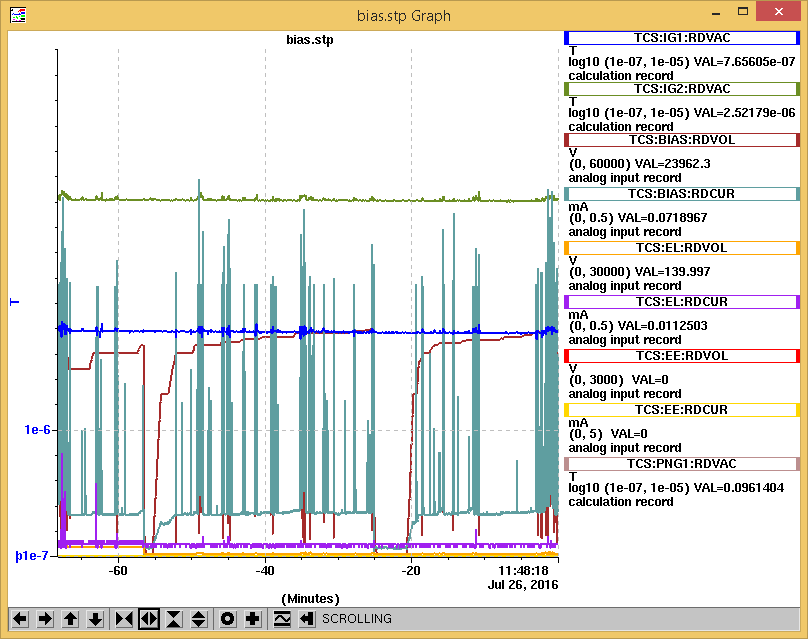 bias.stp Graph
bias.stp
T
1e-6
1e-7
-60
-40
-20
11:48:18
Jul 26, 2016
(Minutes)
TCS:IG1:RDVAC
T
log10 (1e-07, 1e-05) VAL=7.65605e-07
calculation record
TCS:IG2:RDVAC
T
log10 (1e-07, 1e-05) VAL=2.52179e-06
calculation record
TCS:BIAS:RDVOL
V
(0, 60000) VAL=23962.3
analog input record
TCS:BIAS:RDCUR
mA
(0, 0.5) VAL=0.0718967
analog input record
TCS:EL:RDVOL
V
(0, 30000) VAL=139.997
analog input record
TCS:EL:RDCUR
mA
(0, 0.5) VAL=0.0112503
analog input record
TCS:EE:RDVOL
V
(0, 3000) VAL=0
analog input record
TCS:EE:RDCUR
mA
(0, 5) VAL=0
analog input record
TCS:PNG1:RDVAC
T
log10 (1e-07, 1e-05) VAL=0.0961404
calculation record
SCROLLING